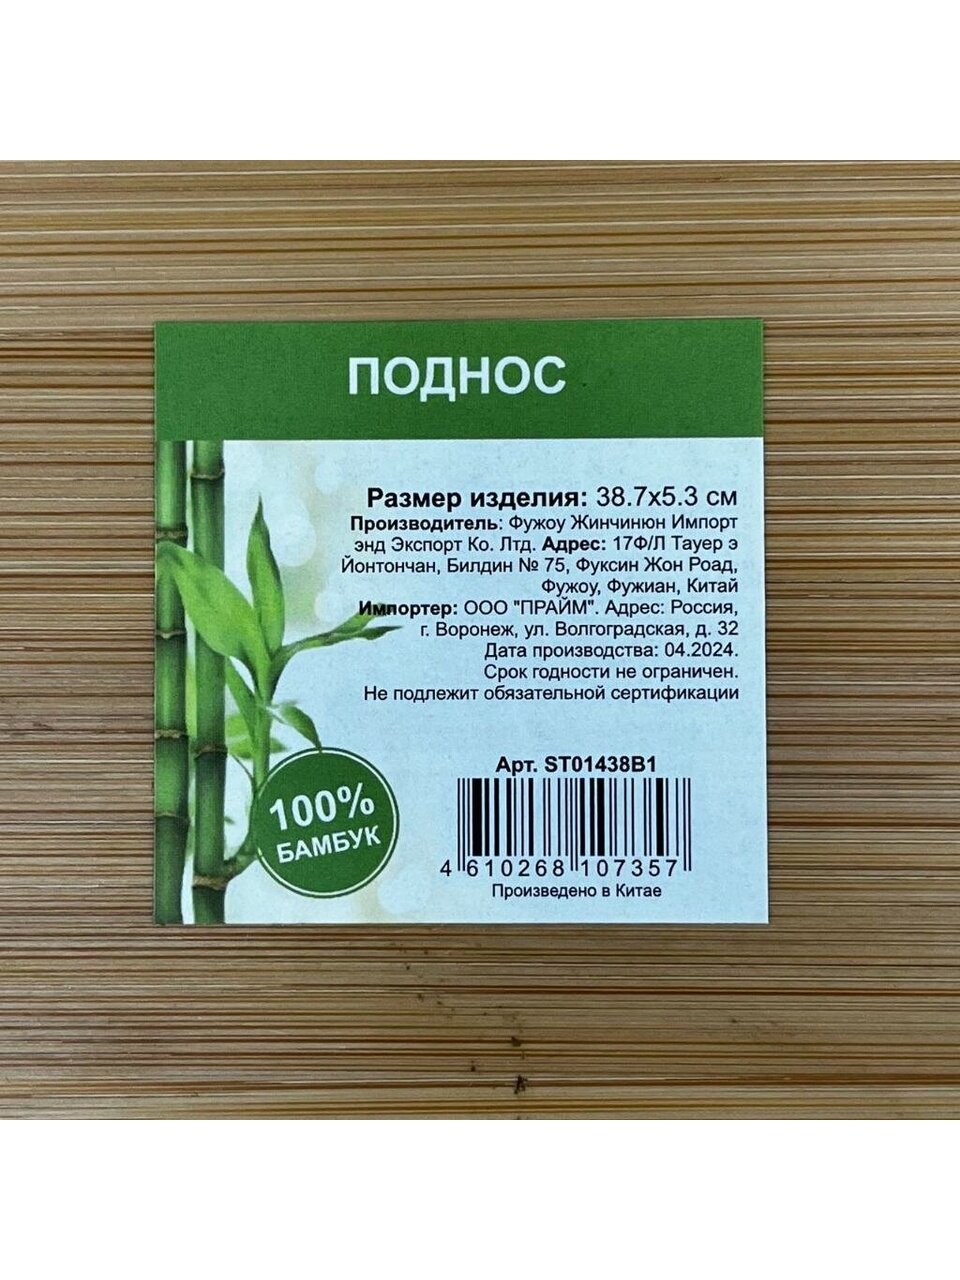 ПОДНОС
Размер изделия: 38.7х5.3 см
Производитель: Фужоу Жинчинюн Импорт
энд Экспорт Ко. Лтд. Адрес: 17Ф/Л Тауер э
Йонтончан, Билдин № 75, Фуксин Жон Роад,
Фужоу, Фужиан, Китай
Импортер: ООО "ПРАЙМ". Адрес: Россия,
г. Воронеж, ул. Волгоградская, д. 32
Дата производства: 04.2024.
Срок годности не ограничен.
Не подлежит обязательной сертификации
100%
БАМБУК
Арт. ST01438B1
4 610268 107357
Произведено в Китае